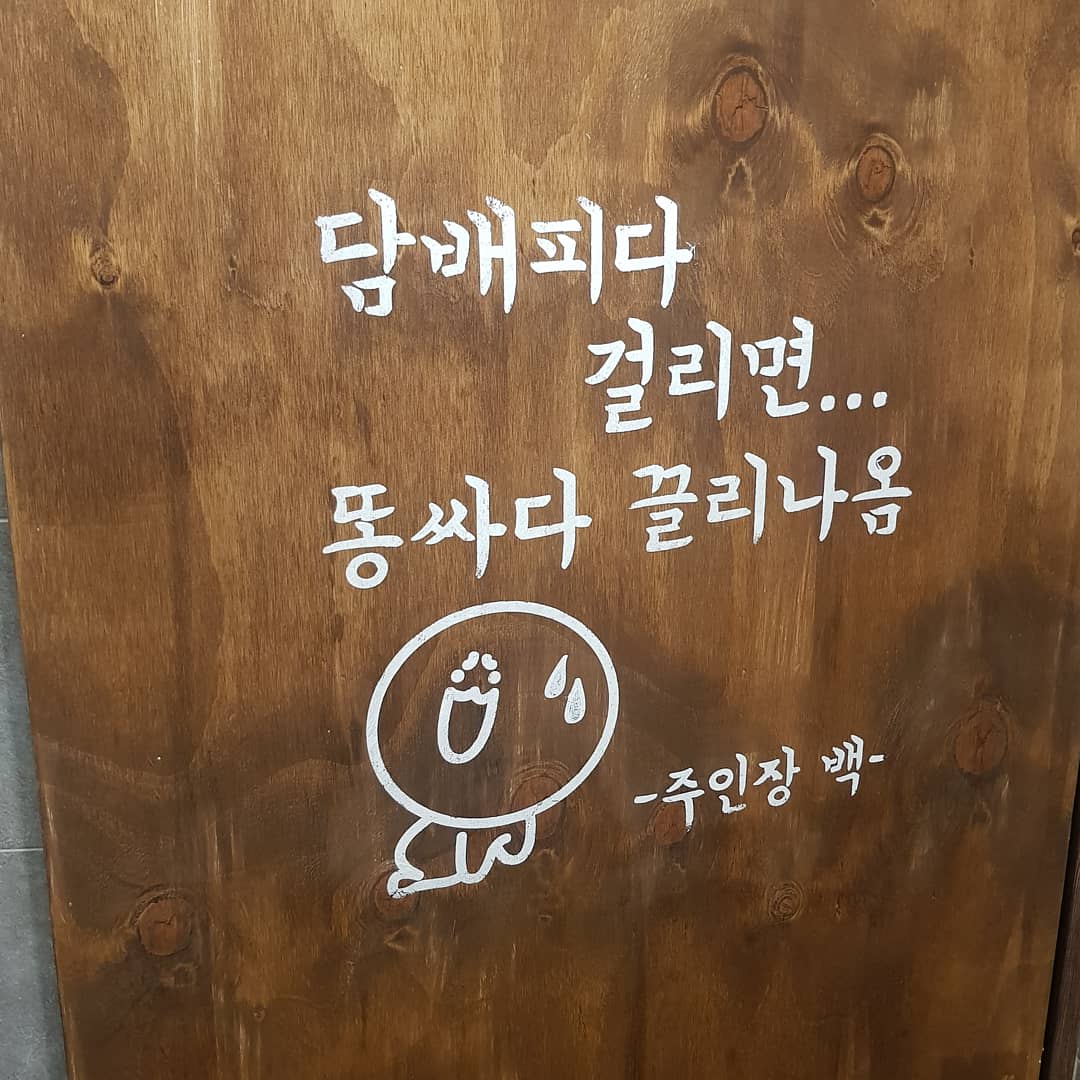 담배피다
걸리면...
똥싸다 끌리나옴
-주인장 백-